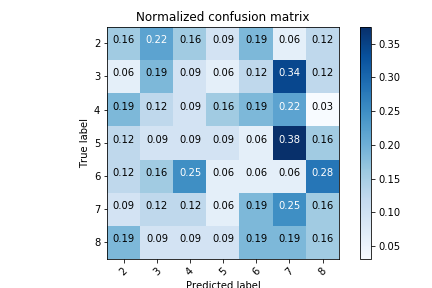 Normalized confusion matrix
2 0.16 0.22 0.16 0.09 0.19 0.06 0.12
3 0.06 0.19 0.09 0.06 0.12 0.34 0.12
4 0.19 0.12 0.09 0.16 0.19 0.22 0.03
5 0.12 0.09 0.09 0.09 0.06 0.38 0.16
6 0.12 0.16 0.25 0.06 0.06 0.06 0.28
7 0.09 0.12 0.12 0.06 0.19 0.25 0.16
8 0.19 0.09 0.09 0.09 0.19 0.19 0.16
2 3 4 5 6 7 8
True label
Predicted label
0.35
0.30
0.25
0.20
0.15
0.10
0.05